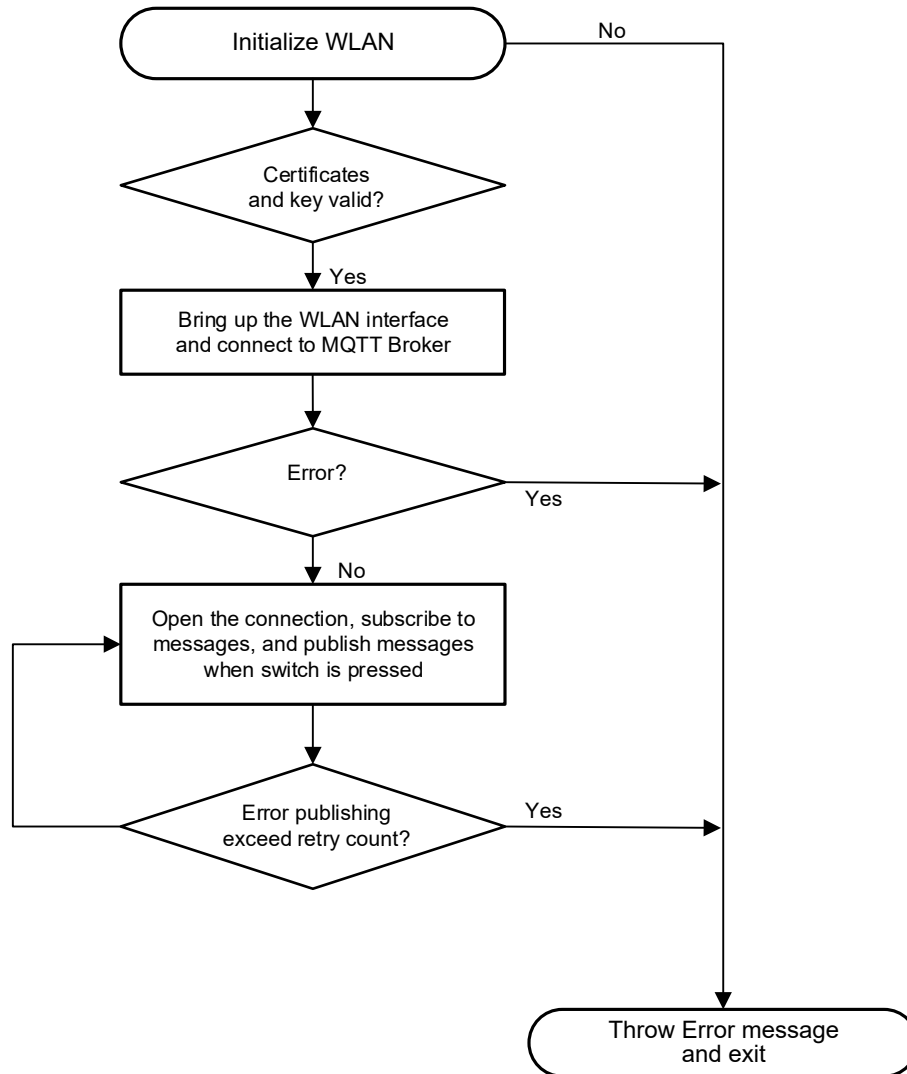 Initialize WLAN
No
Certificates
and key valid?
Yes
Bring up the WLAN interface
and connect to MQTT Broker
Error?
Yes
No
Open the connection, subscribe to
messages, and publish messages
when switch is pressed
Error publishing
exceed retry count?
Yes
Throw Error message
and exit